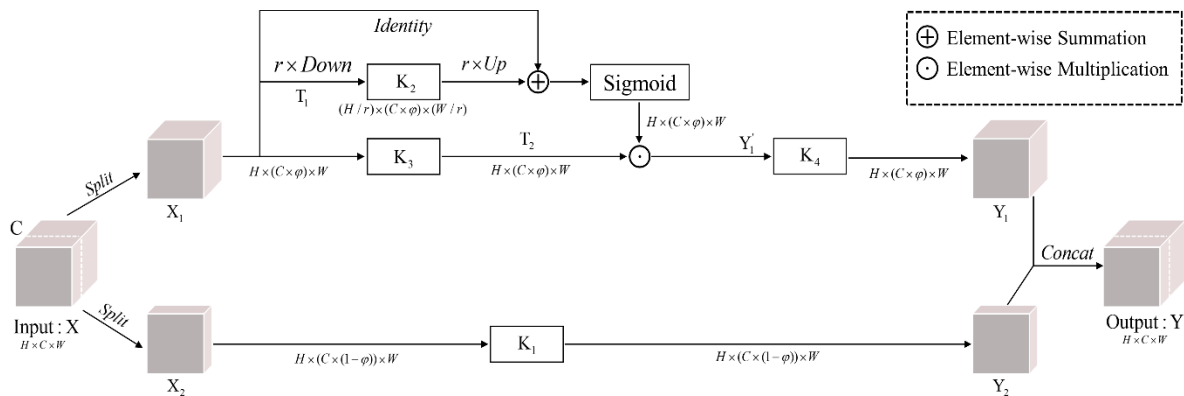 Identity
⊕ Element-wise Summation
⊙ Element-wise Multiplication
r × Down
K₂
r × Up
Sigmoid
T₁
(H / r) × (C × φ) × (W / r)
H × (C × φ) × W
K₃
T₂
Y₁'
K₄
H × (C × φ) × W
H × (C × φ) × W
H × (C × φ) × W
Split
X₁
Y₁
C
Concat
Split
Input : X
H × C × W
Output : Y
H × C × W
K₁
H × (C × (1−φ)) × W
H × (C × (1−φ)) × W
X₂
Y₂